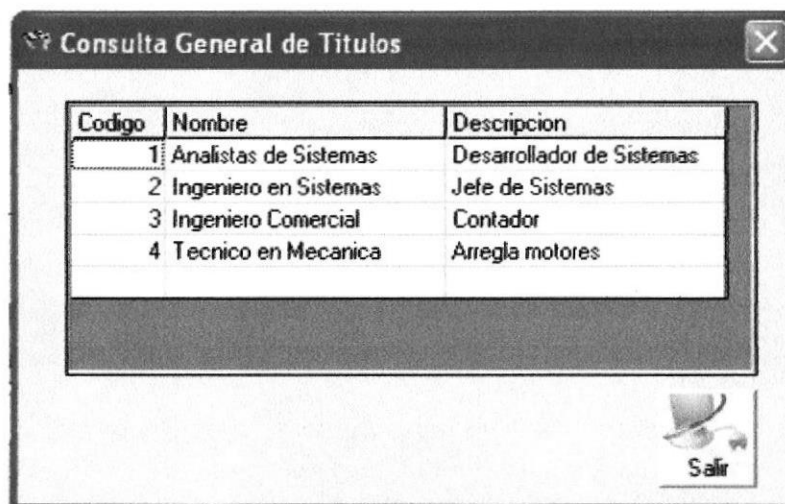 Consulta General de Titulos
Codigo Nombre Descripcion
1 Analistas de Sistemas Desarrollador de Sistemas
2 Ingeniero en Sistemas Jefe de Sistemas
3 Ingeniero Comercial Contador
4 Tecnico en Mecanica Arregla motores
Salir